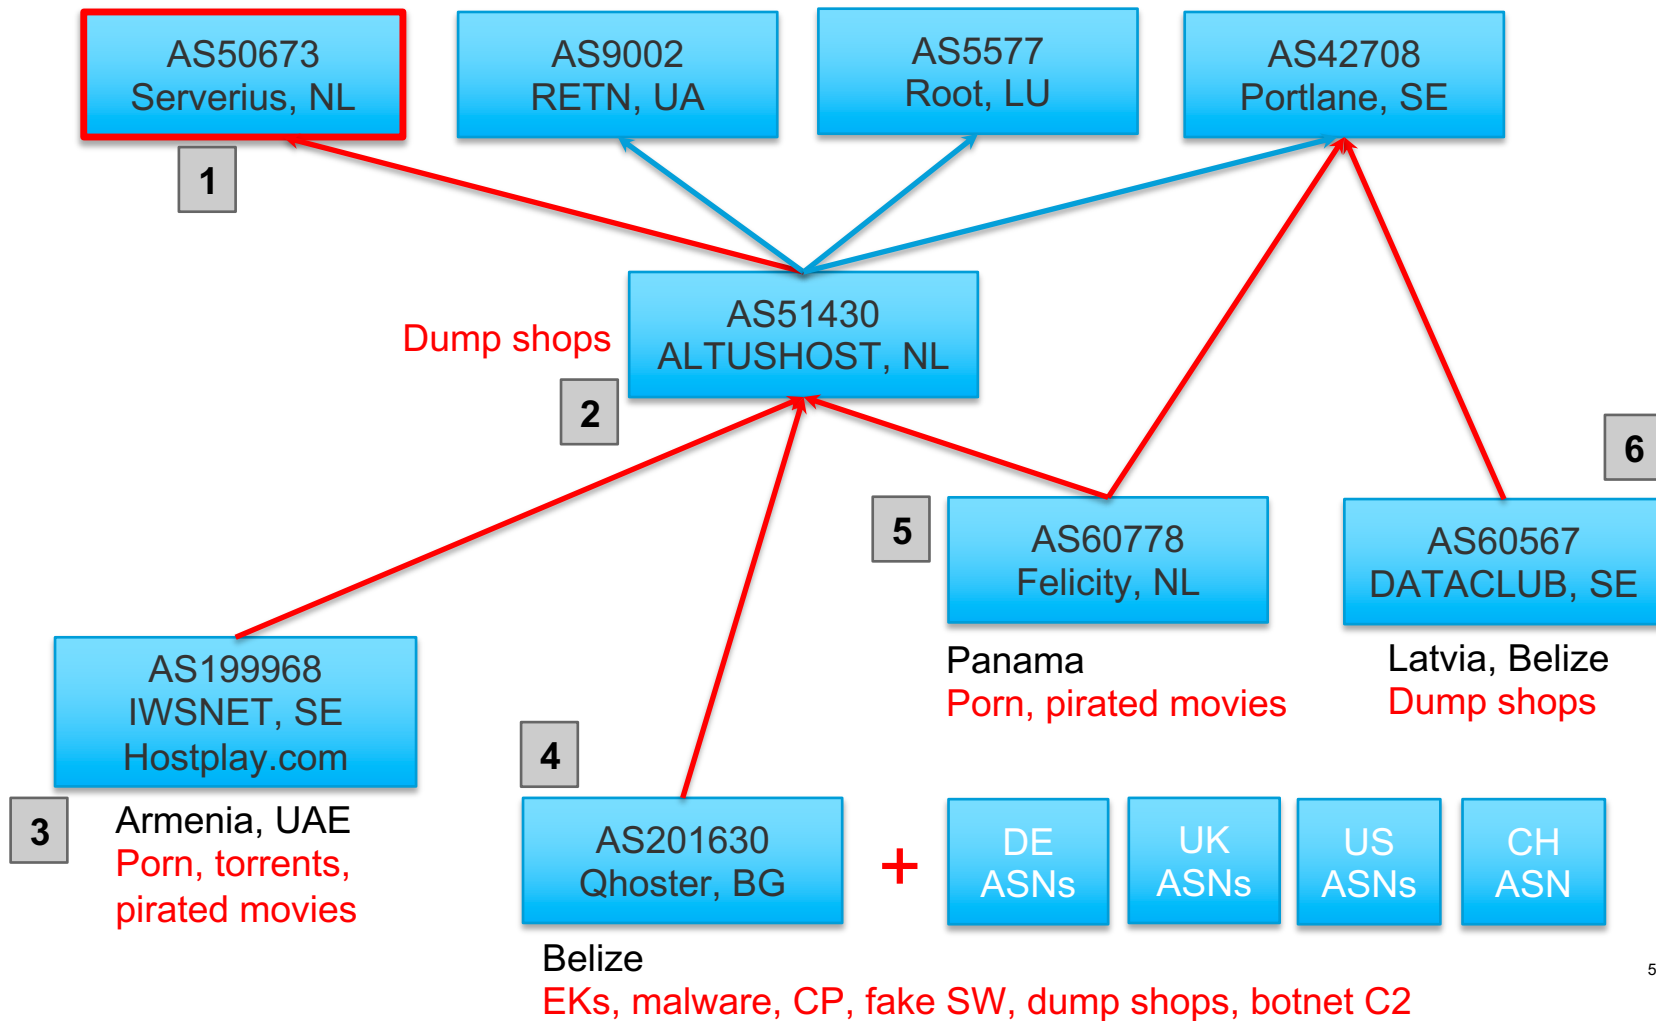 AS50673
Serverius, NL
AS9002
RETN, UA
AS5577
Root, LU
AS42708
Portlane, SE
1
AS51430
ALTUSHOST, NL
Dump shops
2
6
5
AS60778
Felicity, NL
AS60567
DATACLUB, SE
Panama
Porn, pirated movies
Latvia, Belize
Dump shops
AS199968
IWSNET, SE
Hostplay.com
3
Armenia, UAE
Porn, torrents,
pirated movies
4
AS201630
Qhoster, BG
+
DE
ASNs
UK
ASNs
US
ASNs
CH
ASN
Belize
EKs, malware, CP, fake SW, dump shops, botnet C2
5